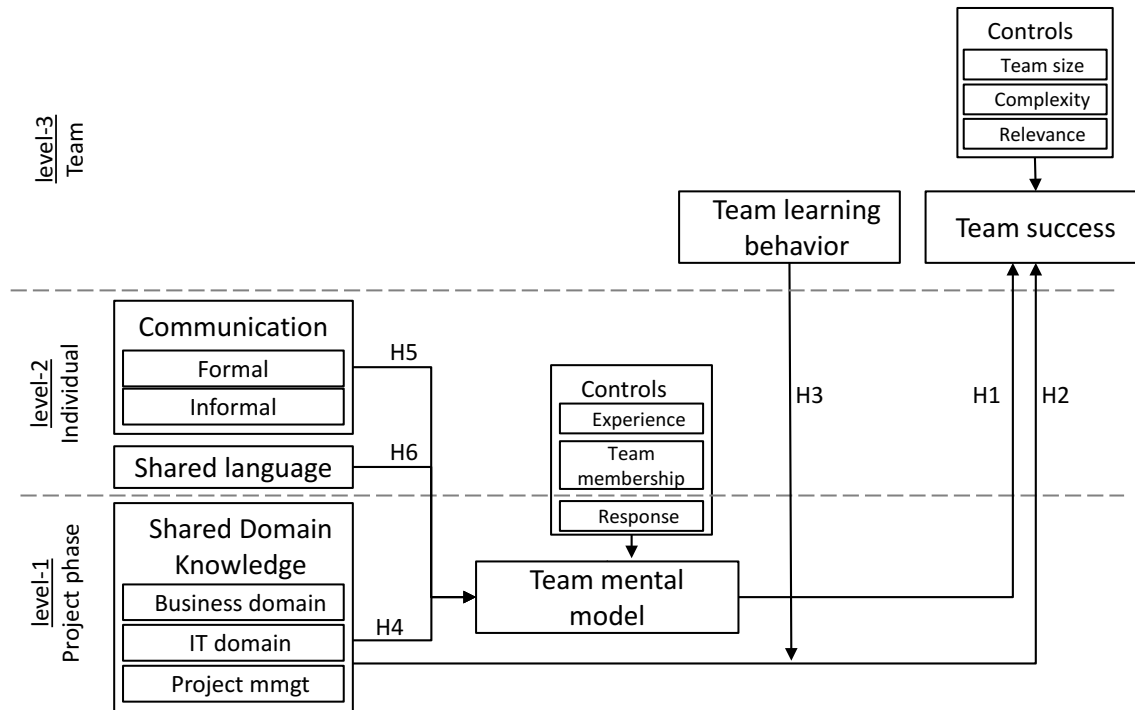 Controls
Team size
Complexity
Relevance
level-3
Team
Team learning
behavior
Team success
level-2
Individual
Communication
Formal
Informal
H5
Shared language
H6
Controls
Experience
Team
membership
Response
H3
H1
H2
level-1
Project phase
Shared Domain
Knowledge
Business domain
IT domain
Project mmgt
H4
Team mental
model